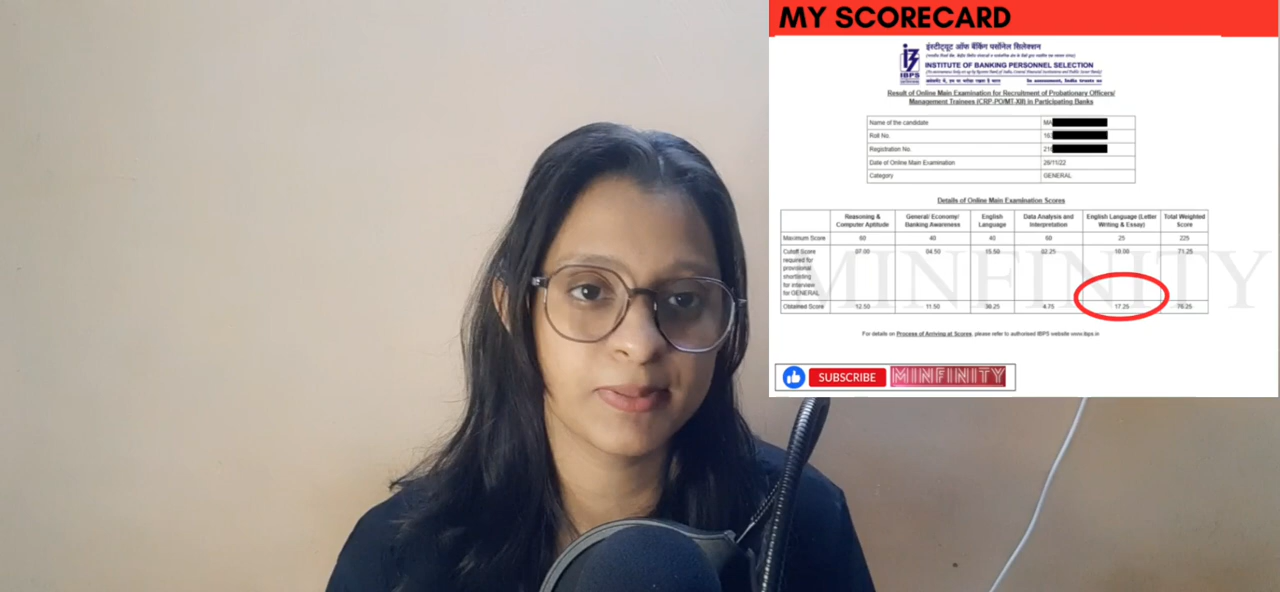 MY SCORECARD
इंस्टीट्यूट ऑफ बैंकिंग पर्सोनेल सिलेक्शन
IBPS
INSTITUTE OF BANKING PERSONNEL SELECTION
Result of Online Main Examination for Recruitment of Probationary Officers/
Management Trainees (CRP-PO/MT-XII) in Participating Banks
Name of the candidate MA
Roll No. 163
Registration No. 216
Date of Online Main Examination 26/11/22
Category GENERAL
Details of Online Main Examination Scores
Reasoning & Computer Aptitude General/ Economy/ Banking Awareness English Language Data Analysis and Interpretation English Language (Letter Writing & Essay) Total Weighted Score
Maximum Score 60 40 40 60 25 225
Cutoff Score required for provisional shortlisting for interview for GENERAL 07.00 04.50 15.50 02.25 10.00 71.25
Obtained Score 12.50 11.50 30.25 4.75 17.25 76.25
For details on Process of Arriving at Scores, please refer to authorised IBPS website www.ibps.in
MINFINITY
SUBSCRIBE MINFINITY